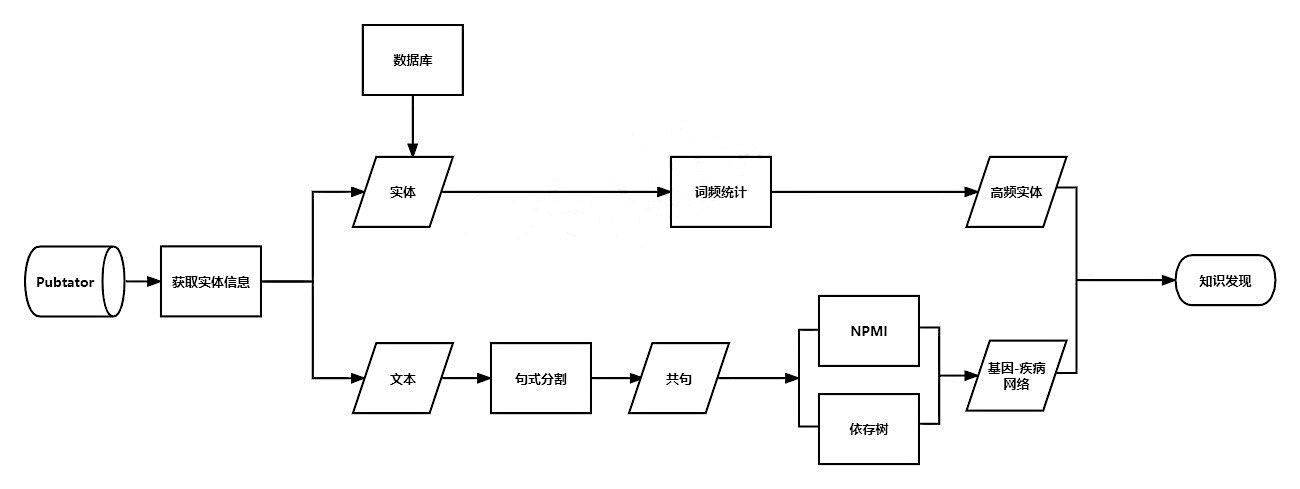 数据库
实体
词频统计
高频实体
Pubtator
获取实体信息
知识发现
文本
句式分割
共句
NPMI
依存树
基因-疾病
网络